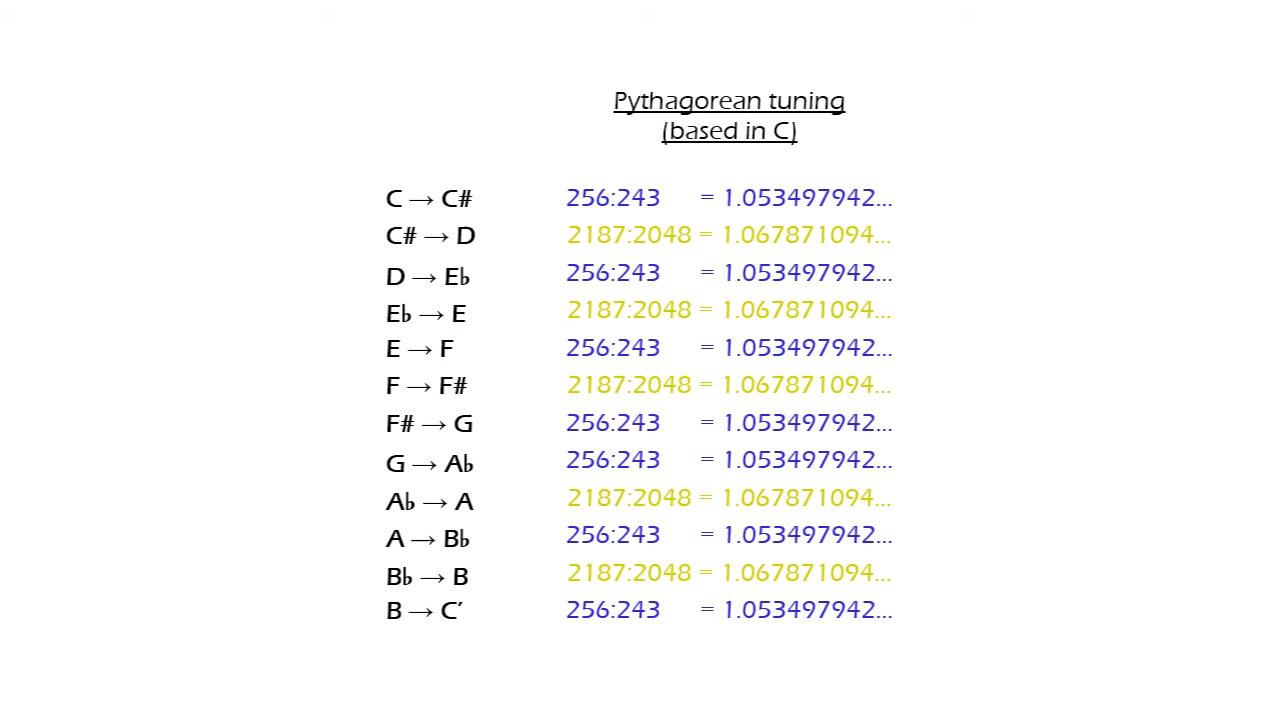 Pythagorean tuning
(based in C)
C → C# 256:243 = 1.053497942...
C# → D 2187:2048 = 1.067871094...
D → E♭ 256:243 = 1.053497942...
E♭ → E 2187:2048 = 1.067871094...
E → F 256:243 = 1.053497942...
F → F# 2187:2048 = 1.067871094...
F# → G 256:243 = 1.053497942...
G → A♭ 256:243 = 1.053497942...
A♭ → A 2187:2048 = 1.067871094...
A → B♭ 256:243 = 1.053497942...
B♭ → B 2187:2048 = 1.067871094...
B → C′ 256:243 = 1.053497942...